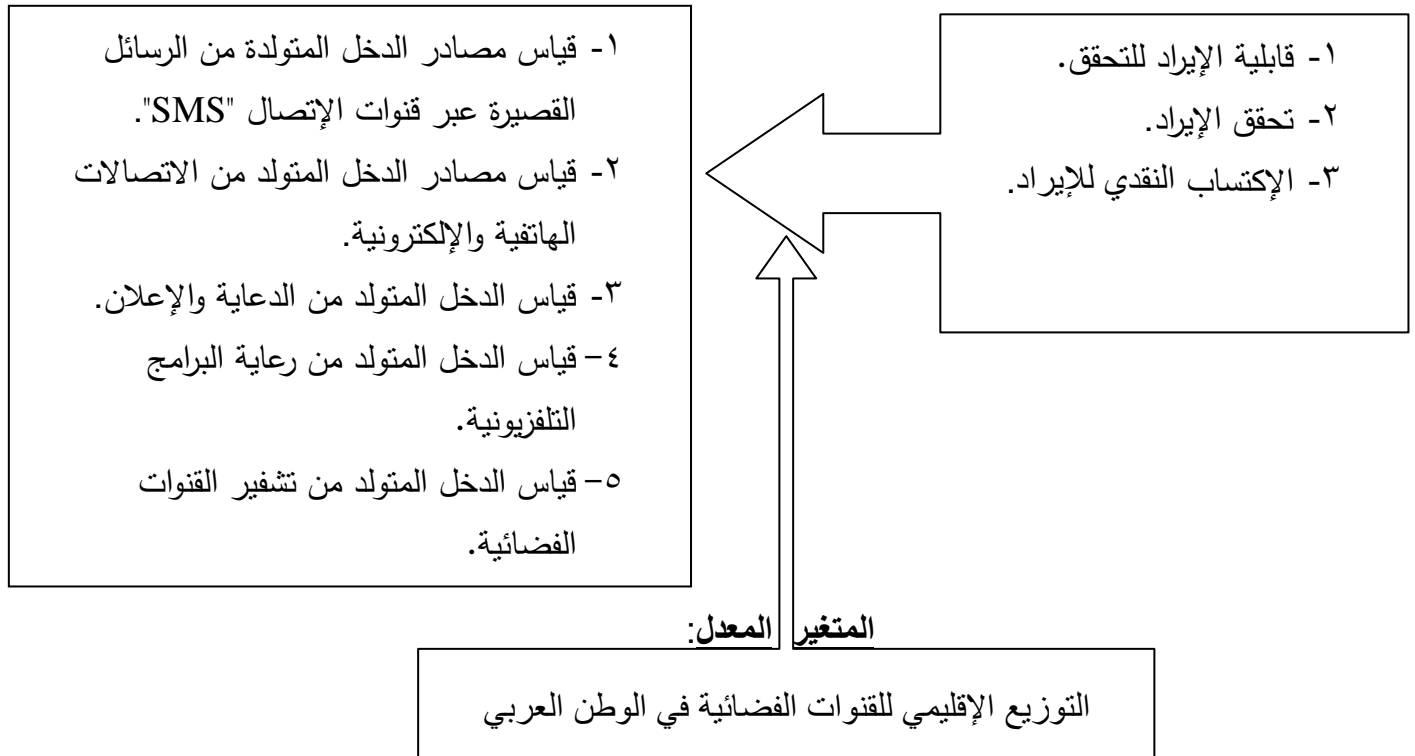 ١- قابلية الإيراد للتحقق.
٢- تحقق الإيراد.
٣- الإكتساب النقدي للإيراد.
١- قياس مصادر الدخل المتولدة من الرسائل
القصيرة عبر قنوات الإتصال "SMS".
٢- قياس مصادر الدخل المتولد من الاتصالات
الهاتفية والإلكترونية.
٣- قياس الدخل المتولد من الدعاية والإعلان.
٤- قياس الدخل المتولد من رعاية البرامج
التلفزيونية.
٥- قياس الدخل المتولد من تشفير القنوات
الفضائية.
المتغير المعدل:
التوزيع الإقليمي للقنوات الفضائية في الوطن العربي